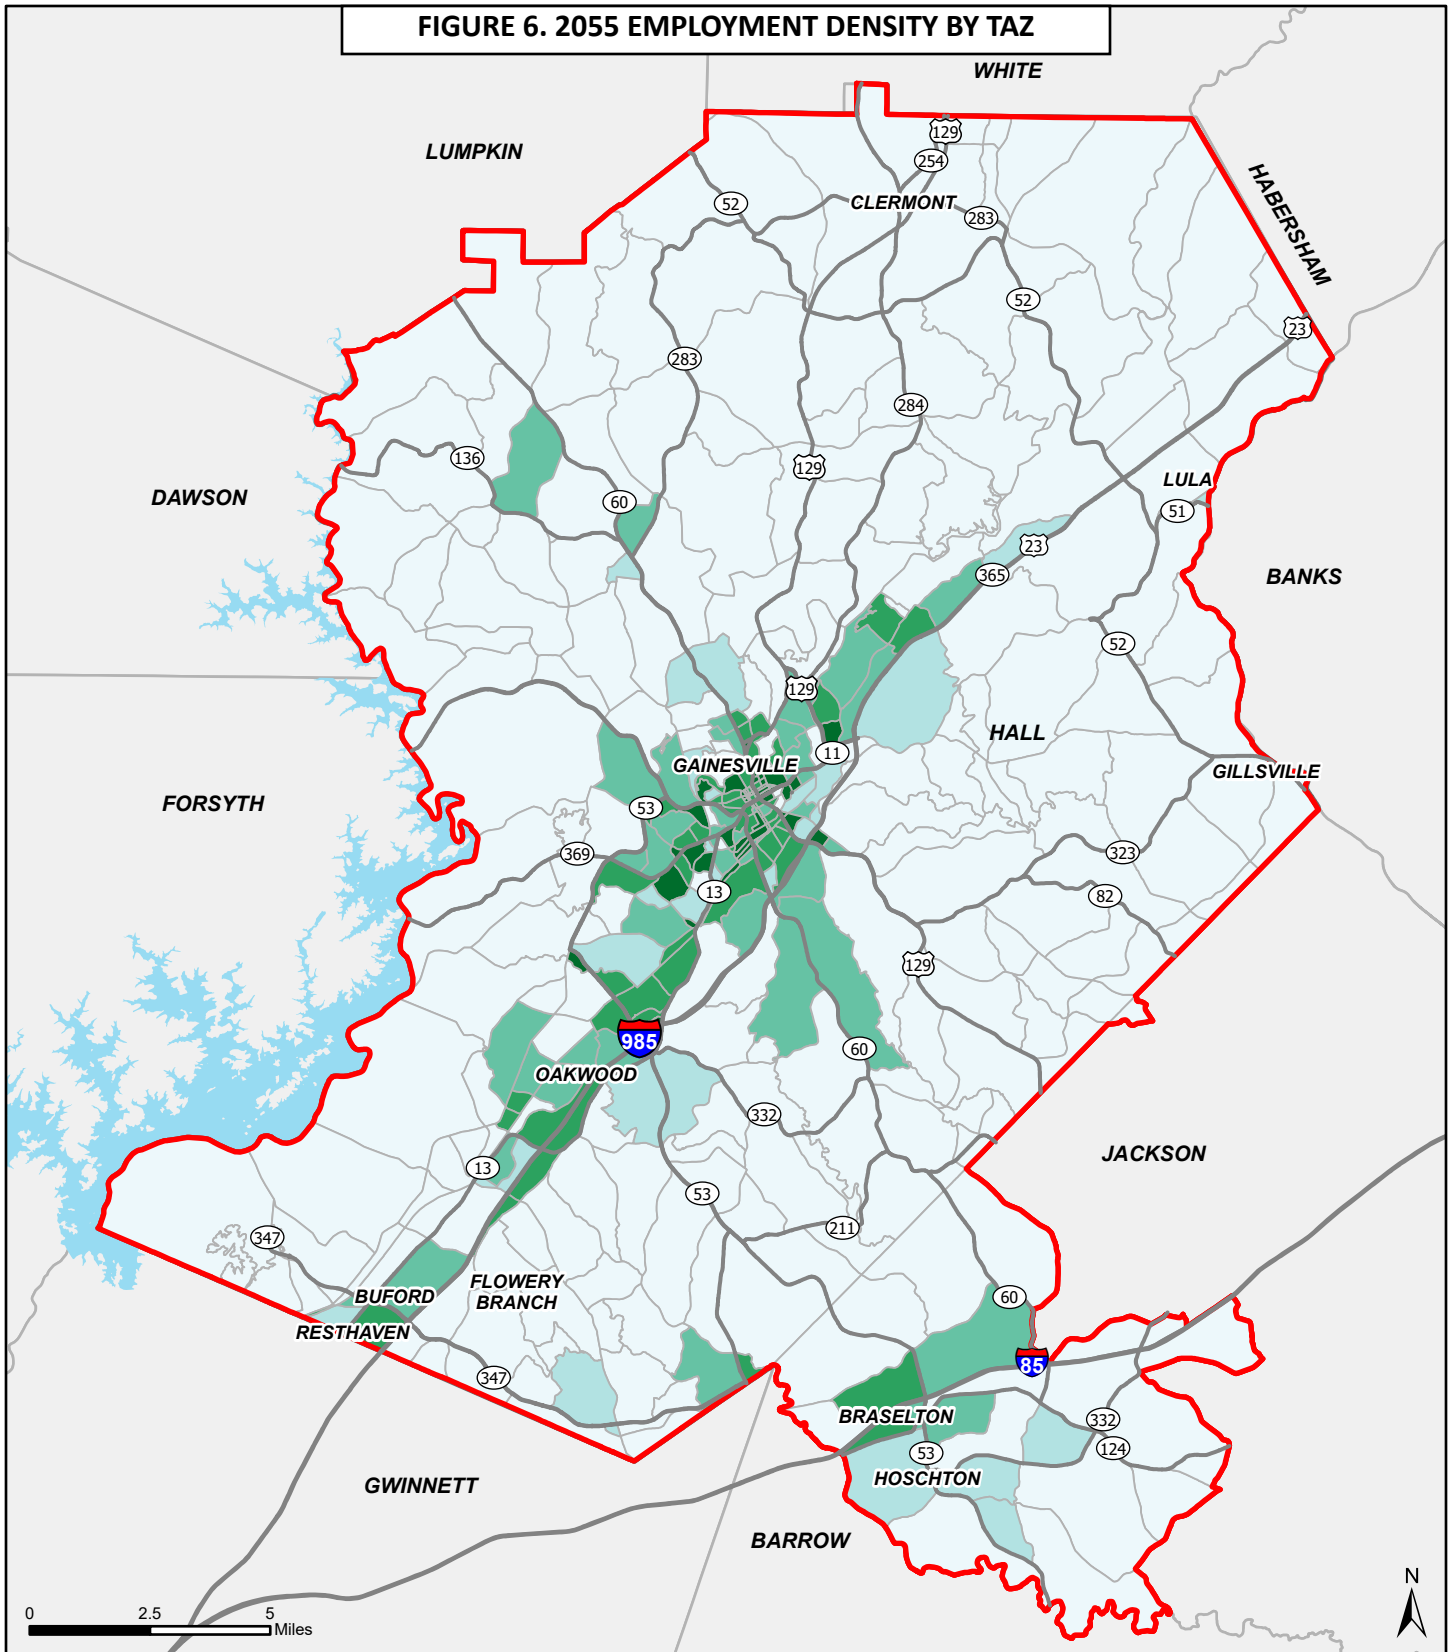 FIGURE 6. 2055 EMPLOYMENT DENSITY BY TAZ
WHITE
LUMPKIN
129
254
HABERSHAM
52
CLERMONT
283
52
23
283
284
136
129
LULA
DAWSON
60
51
23
365
BANKS
52
129
HALL
11
GAINESVILLE
GILLSVILLE
FORSYTH
53
369
323
13
82
129
985
60
OAKWOOD
332
JACKSON
13
53
211
347
FLOWERY
BRANCH
BUFORD
60
RESTHAVEN
85
347
BRASELTON
332
53
124
HOSCHTON
GWINNETT
BARROW
N
0 2.5 5
Miles